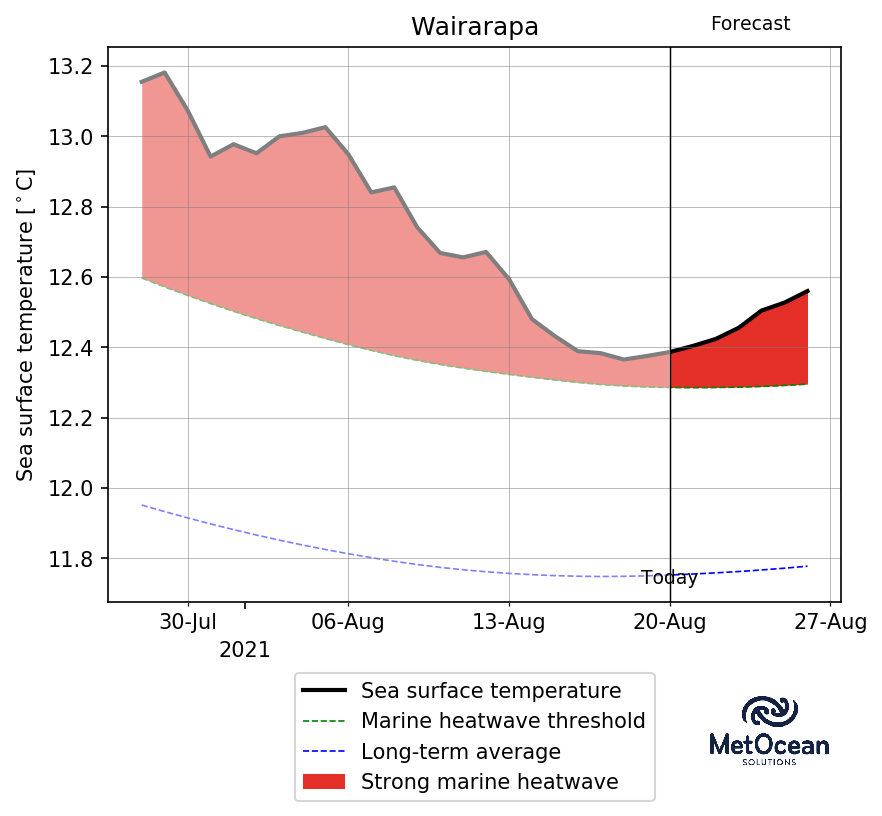 Wairarapa
Forecast
Sea surface temperature [°C]
13.2
13.0
12.8
12.6
12.4
12.2
12.0
11.8
Today
30-Jul
06-Aug
13-Aug
20-Aug
27-Aug
2021
Sea surface temperature
Marine heatwave threshold
Long-term average
Strong marine heatwave
MetOcean
SOLUTIONS